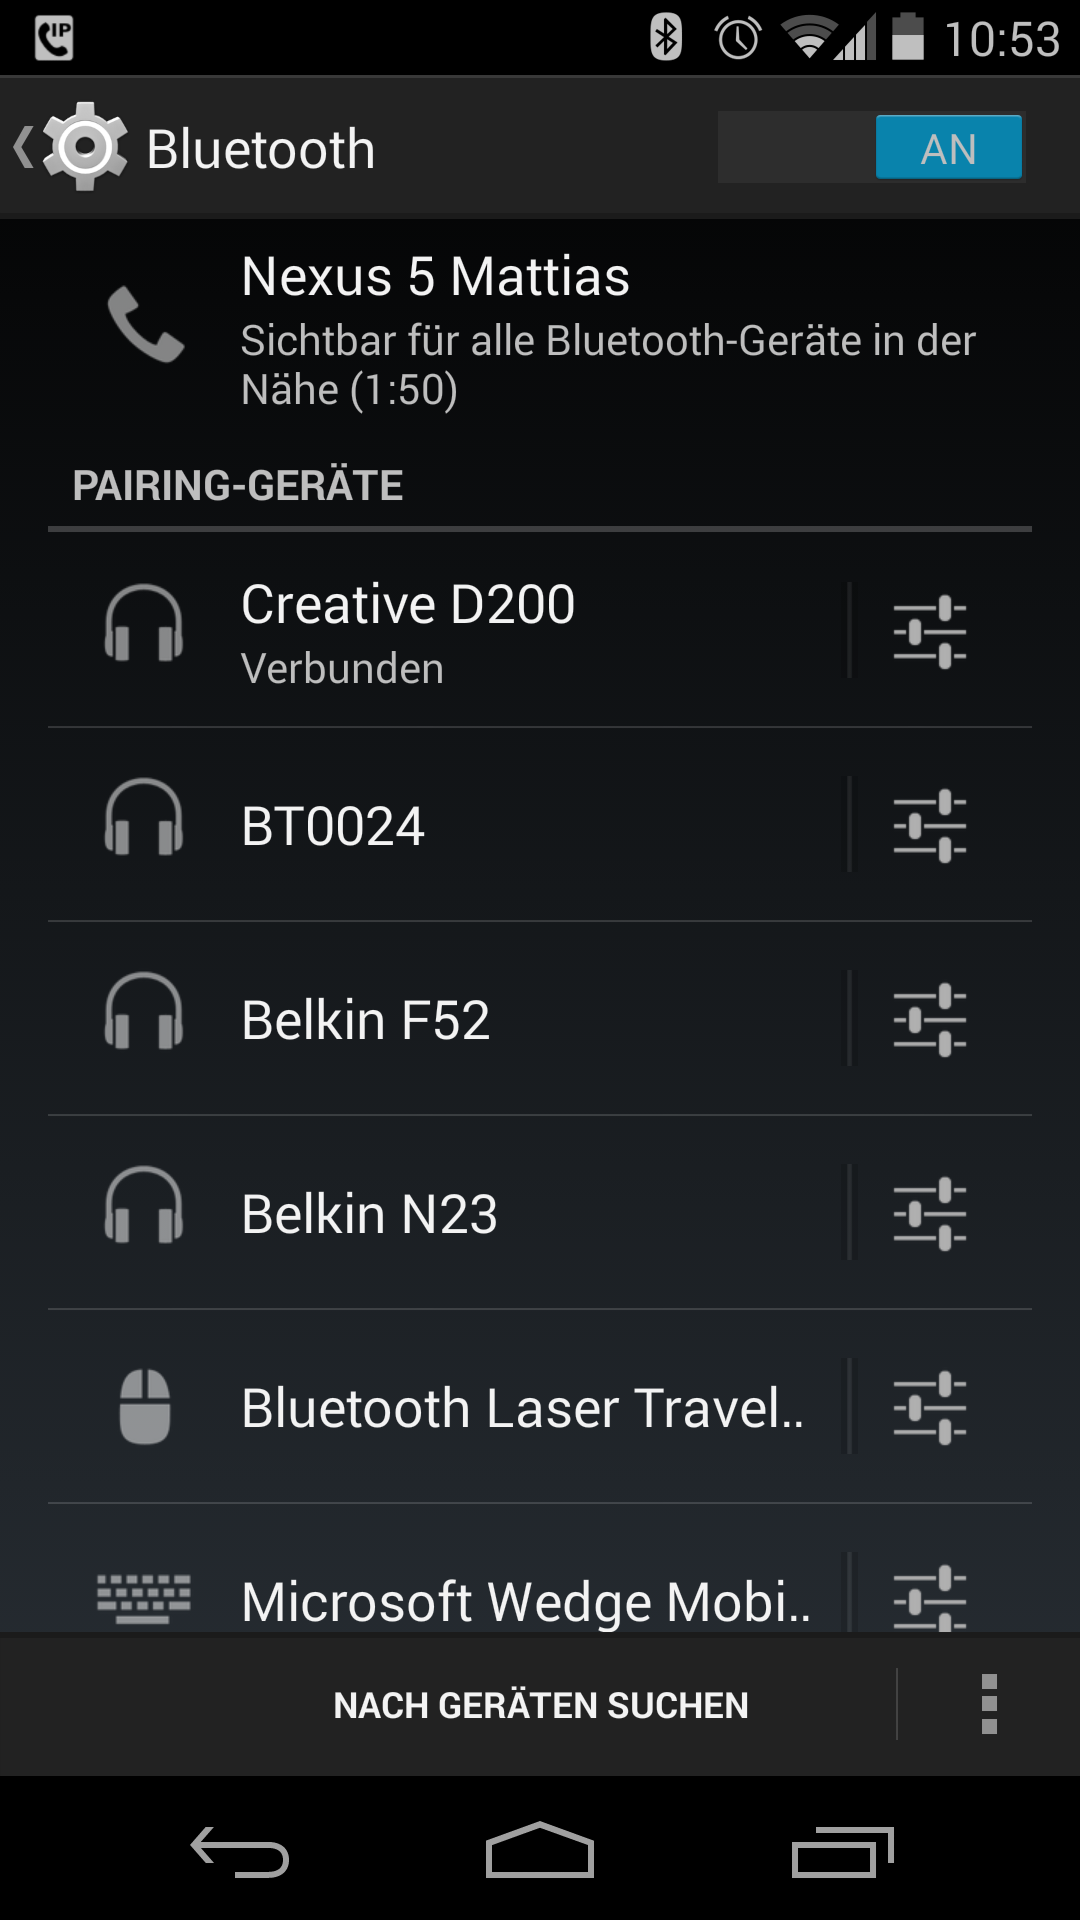 IP
10:53
Bluetooth
AN
Nexus 5 Mattias
Sichtbar für alle Bluetooth-Geräte in der
Nähe (1:50)
PAIRING-GERÄTE
Creative D200
Verbunden
BT0024
Belkin F52
Belkin N23
Bluetooth Laser Travel..
Microsoft Wedge Mobi..
NACH GERÄTEN SUCHEN